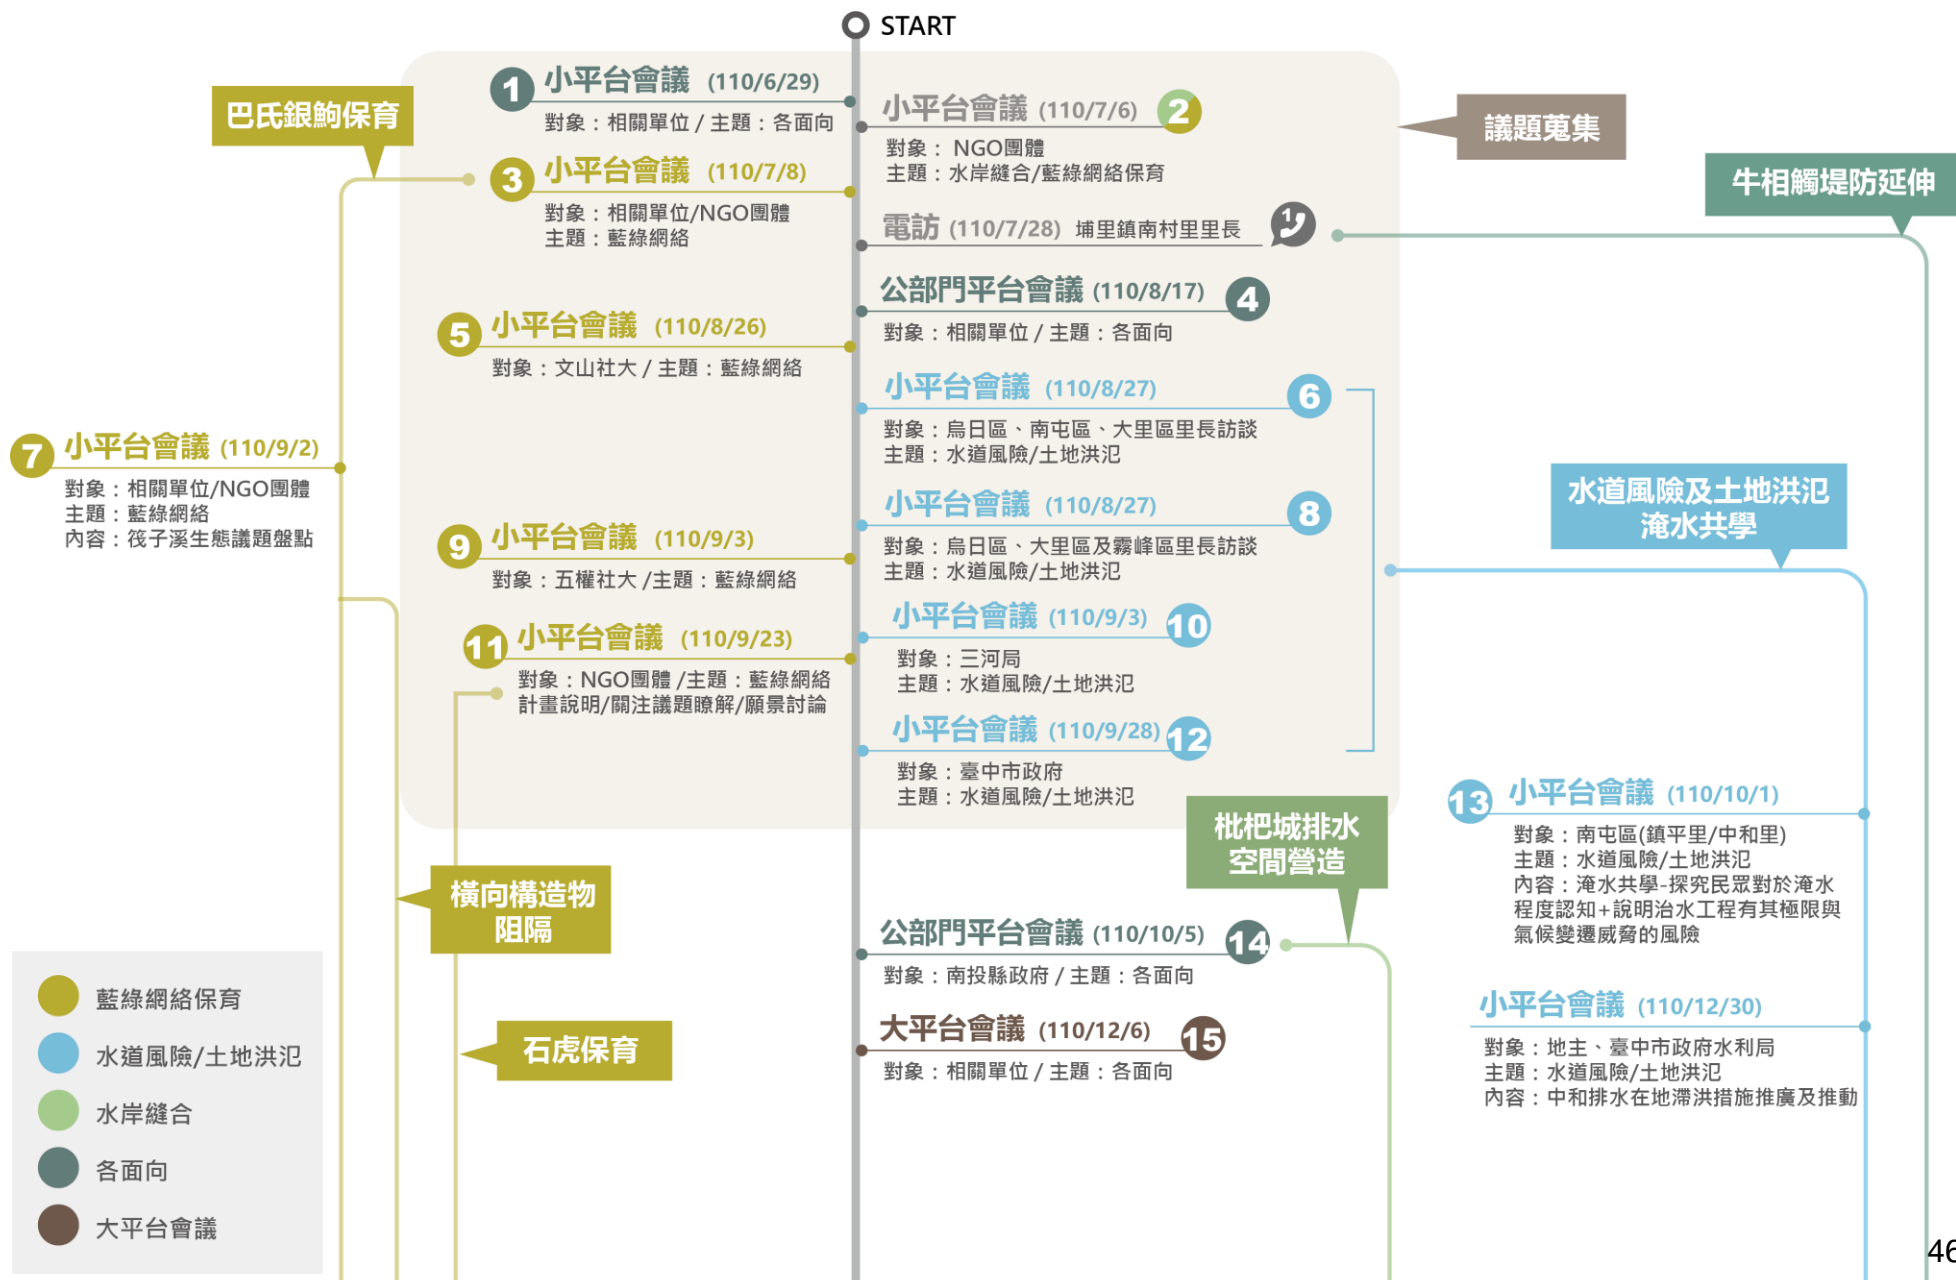 START
1
小平台會議 (110/6/29)
對象：相關單位 / 主題：各面向
小平台會議 (110/7/6)
2
對象： NGO團體
主題：水岸縫合/藍綠網絡保育
議題蒐集
巴氏銀鮈保育
3
小平台會議 (110/7/8)
對象：相關單位/NGO團體
主題：藍綠網絡
牛相觸堤防延伸
電訪 (110/7/28) 埔里鎮南村里里長
1
公部門平台會議 (110/8/17)
4
對象：相關單位 / 主題：各面向
5
小平台會議 (110/8/26)
對象：文山社大 / 主題：藍綠網絡
小平台會議 (110/8/27)
6
對象：烏日區、南屯區、大里區里長訪談
主題：水道風險/土地洪氾
7
小平台會議 (110/9/2)
對象：相關單位/NGO團體
主題：藍綠網絡
內容：筏子溪生態議題盤點
小平台會議 (110/8/27)
8
對象：烏日區、大里區及霧峰區里長訪談
主題：水道風險/土地洪氾
水道風險及土地洪氾
淹水共學
9
小平台會議 (110/9/3)
對象：五權社大 /主題：藍綠網絡
小平台會議 (110/9/3)
10
對象：三河局
主題：水道風險/土地洪氾
11
小平台會議 (110/9/23)
對象：NGO團體 /主題：藍綠網絡
計畫說明/關注議題瞭解/願景討論
小平台會議 (110/9/28)
12
對象：臺中市政府
主題：水道風險/土地洪氾
13
小平台會議 (110/10/1)
對象：南屯區(鎮平里/中和里)
主題：水道風險/土地洪氾
內容：淹水共學-探究民眾對於淹水
程度認知+說明治水工程有其極限與
氣候變遷威脅的風險
枇杷城排水
空間營造
橫向構造物
阻隔
公部門平台會議 (110/10/5)
14
對象：南投縣政府 / 主題：各面向
小平台會議 (110/12/30)
對象：地主、臺中市政府水利局
主題：水道風險/土地洪氾
內容：中和排水在地滯洪措施推廣及推動
大平台會議 (110/12/6)
15
對象：相關單位 / 主題：各面向
石虎保育
藍綠網絡保育
水道風險/土地洪氾
水岸縫合
各面向
大平台會議
46